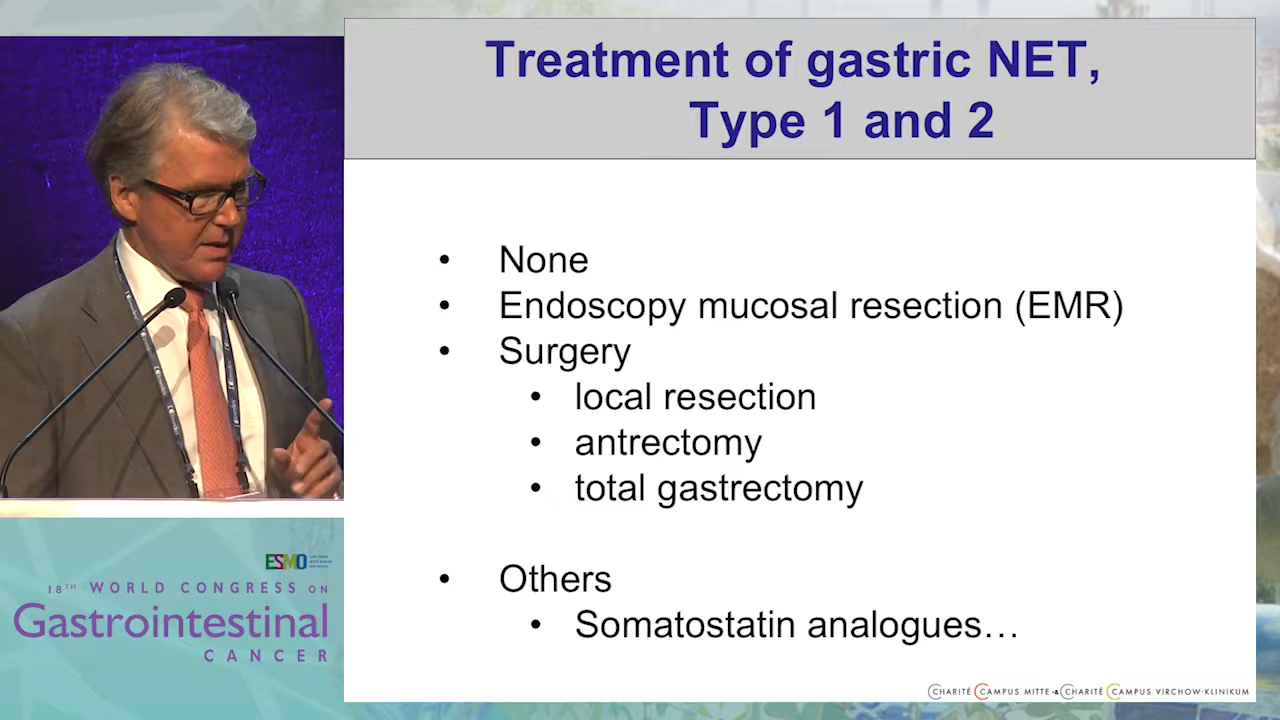 Treatment of gastric NET,
Type 1 and 2
• None
• Endoscopy mucosal resection (EMR)
• Surgery
• local resection
• antrectomy
• total gastrectomy
• Others
• Somatostatin analogues…
CHARITÉ CAMPUS MITTE & CHARITÉ CAMPUS VIRCHOW-KLINIKUM
ESMO
18TH WORLD CONGRESS ON
Gastrointestinal
CANCER